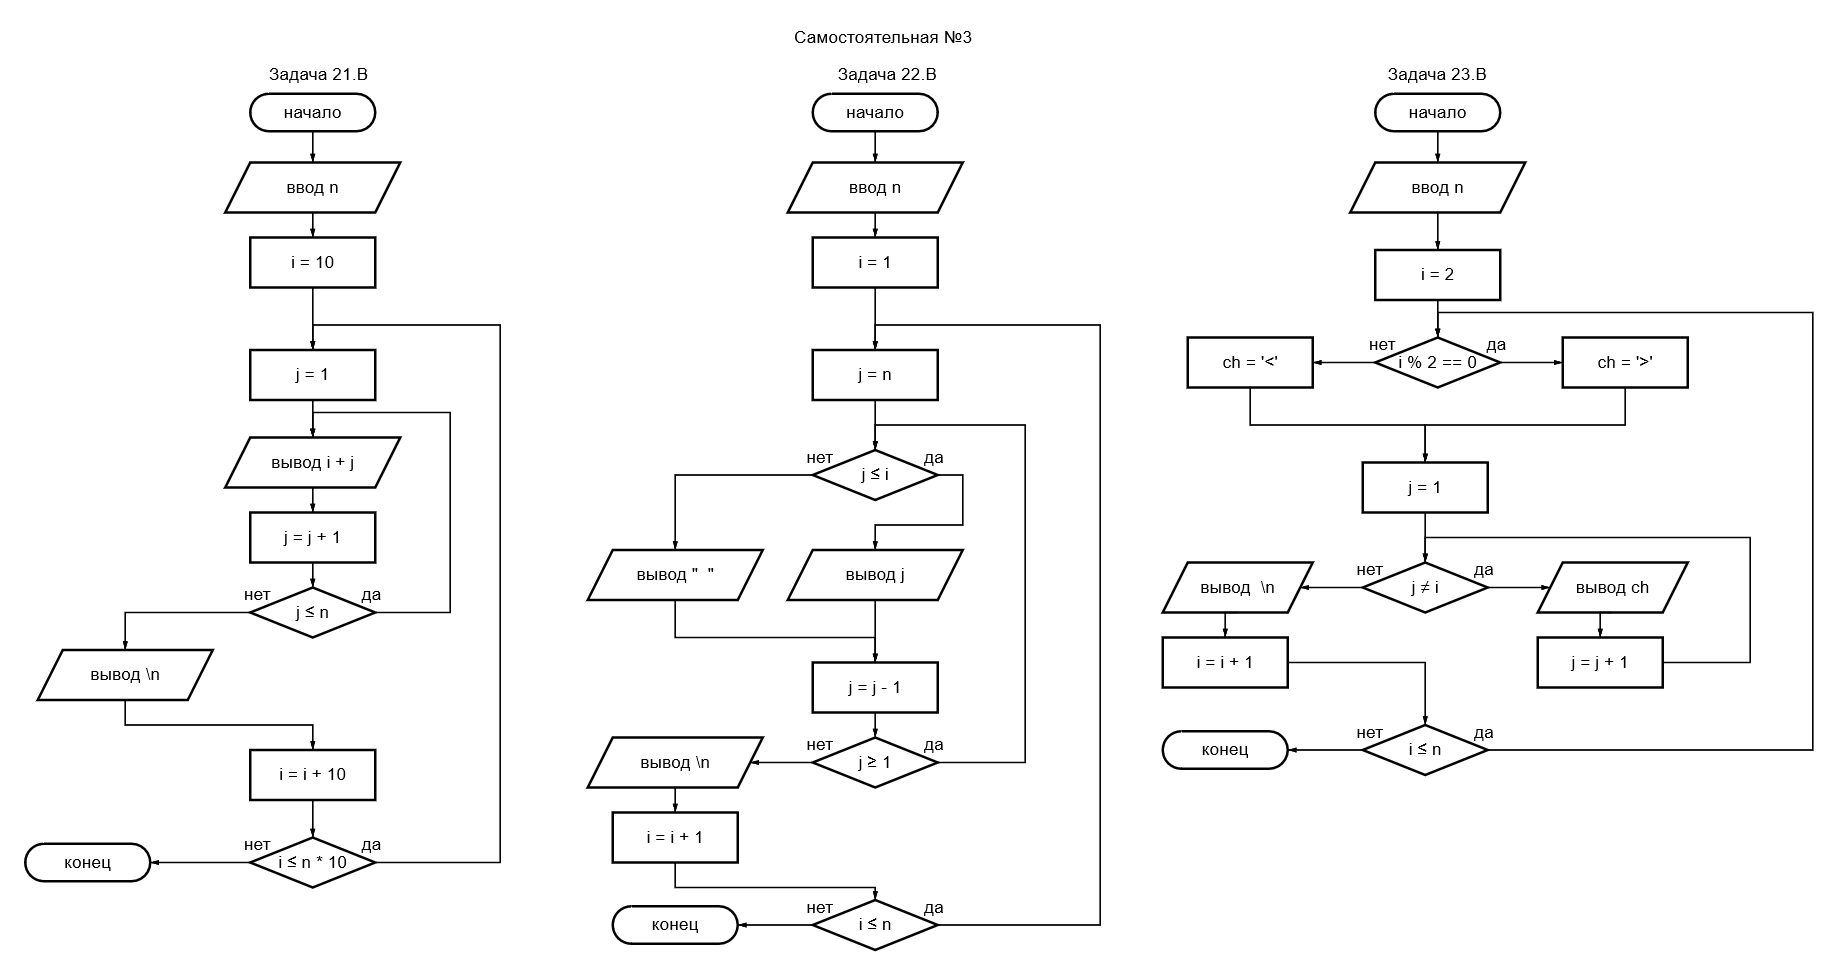 Самостоятельная №3
Задача 21.В
начало
ввод n
i = 10
j = 1
вывод i + j
j = j + 1
нет
да
j ≤ n
вывод \n
i = i + 10
нет
да
i ≤ n * 10
конец
Задача 22.В
начало
ввод n
i = 1
j = n
нет
да
j ≤ i
вывод "  "
вывод j
j = j - 1
нет
да
j ≥ 1
вывод \n
i = i + 1
нет
да
i ≤ n
конец
Задача 23.В
начало
ввод n
i = 2
нет
да
ch = '<'
i % 2 == 0
ch = '>'
j = 1
нет
да
вывод  \n
j ≠ i
вывод ch
i = i + 1
j = j + 1
нет
да
конец
i ≤ n